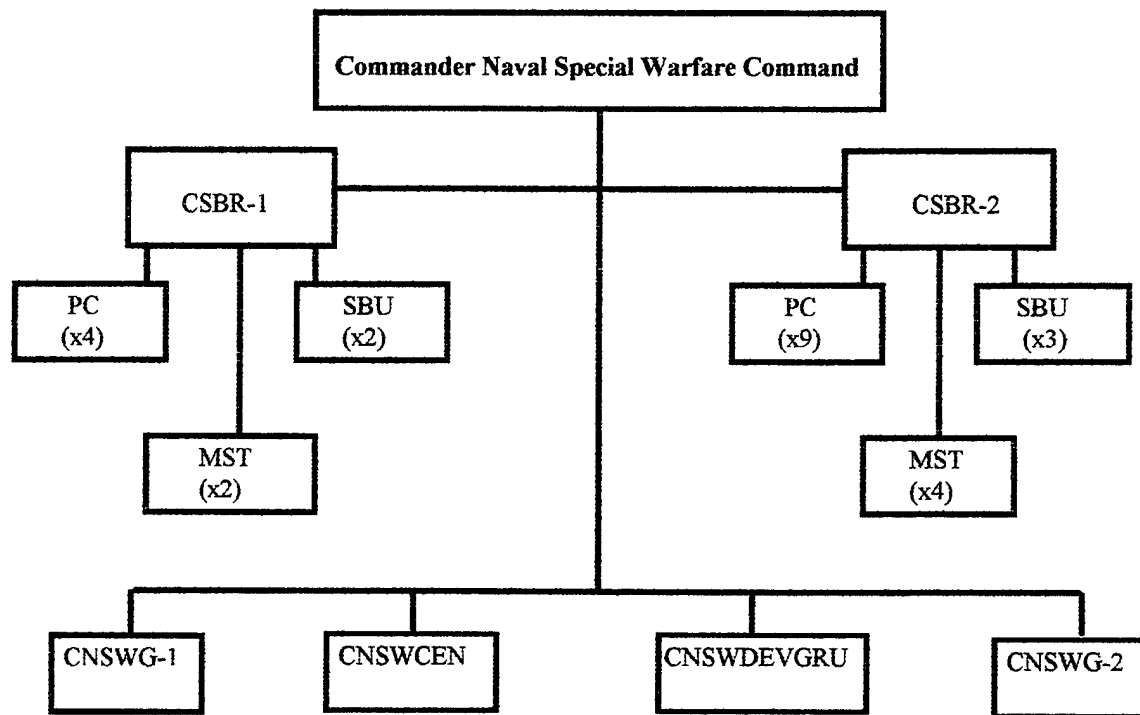 Commander Naval Special Warfare Command
CSBR-1
CSBR-2
PC
(x4)
SBU
(x2)
PC
(x9)
SBU
(x3)
MST
(x2)
MST
(x4)
CNSWG-1
CNSWCEN
CNSWDEVGRU
CNSWG-2